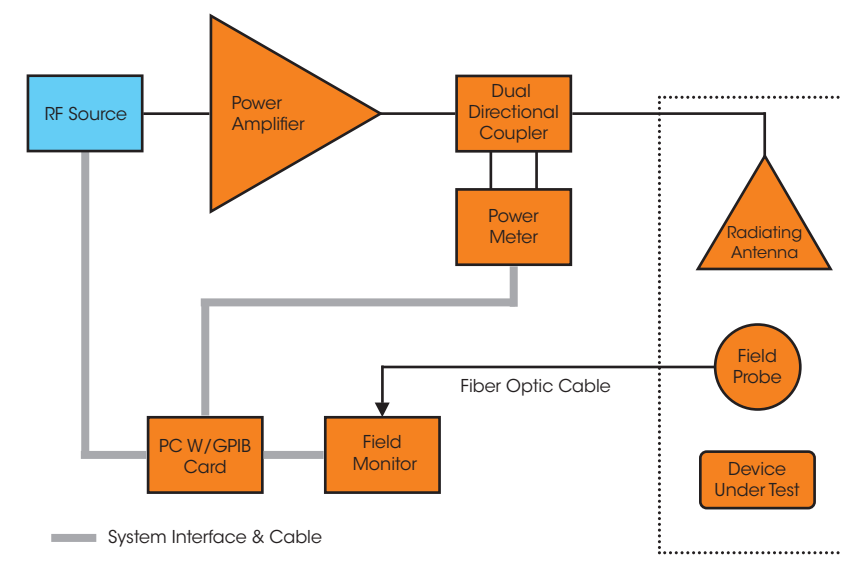 RF Source
Power
Amplifier
Dual
Directional
Coupler
Power
Meter
Radiating
Antenna
Field
Probe
Fiber Optic Cable
PC W/GPIB
Card
Field
Monitor
Device
Under Test
System Interface & Cable